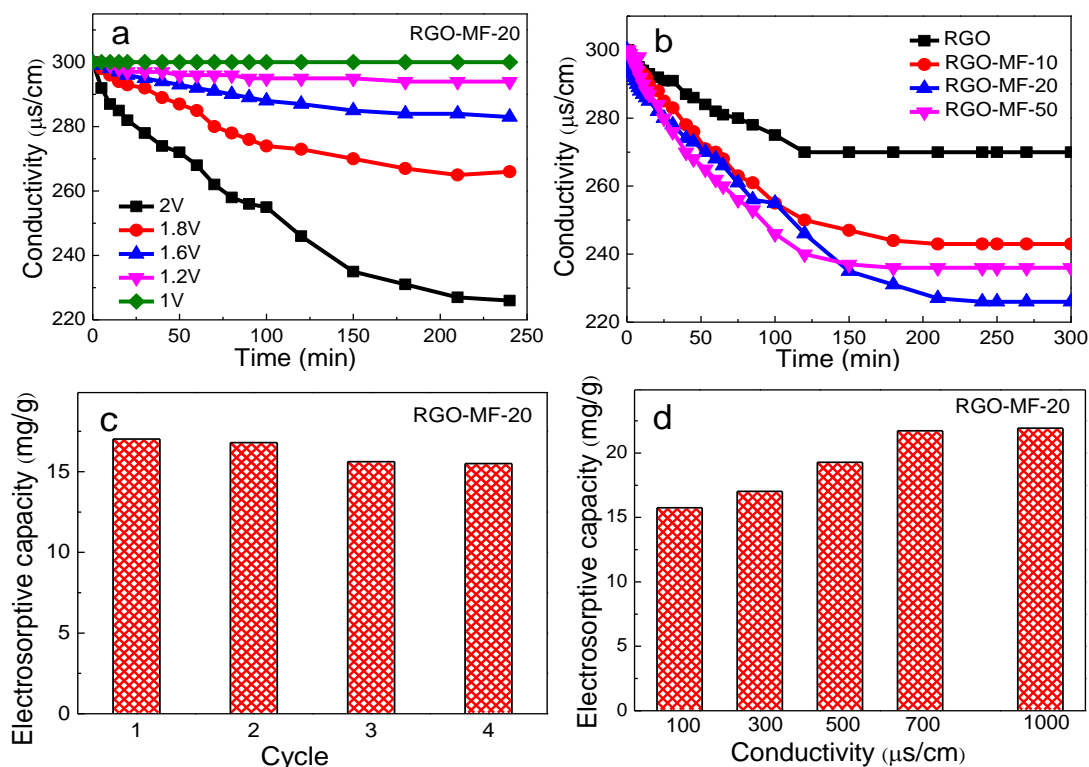 a
RGO-MF-20
Conductivity (μs/cm)
300
280
260
240
220
2V
1.8V
1.6V
1.2V
1V
0
50
100
150
200
250
Time (min)
b
RGO
RGO-MF-10
RGO-MF-20
RGO-MF-50
Conductivity (μs/cm)
300
280
260
240
220
0
50
100
150
200
250
300
Time (min)
c
RGO-MF-20
Electrosorptive capacity (mg/g)
15
10
5
0
1
2
3
4
Cycle
d
RGO-MF-20
Electrosorptive capacity (mg/g)
20
15
10
5
0
100
300
500
700
1000
Conductivity (μs/cm)